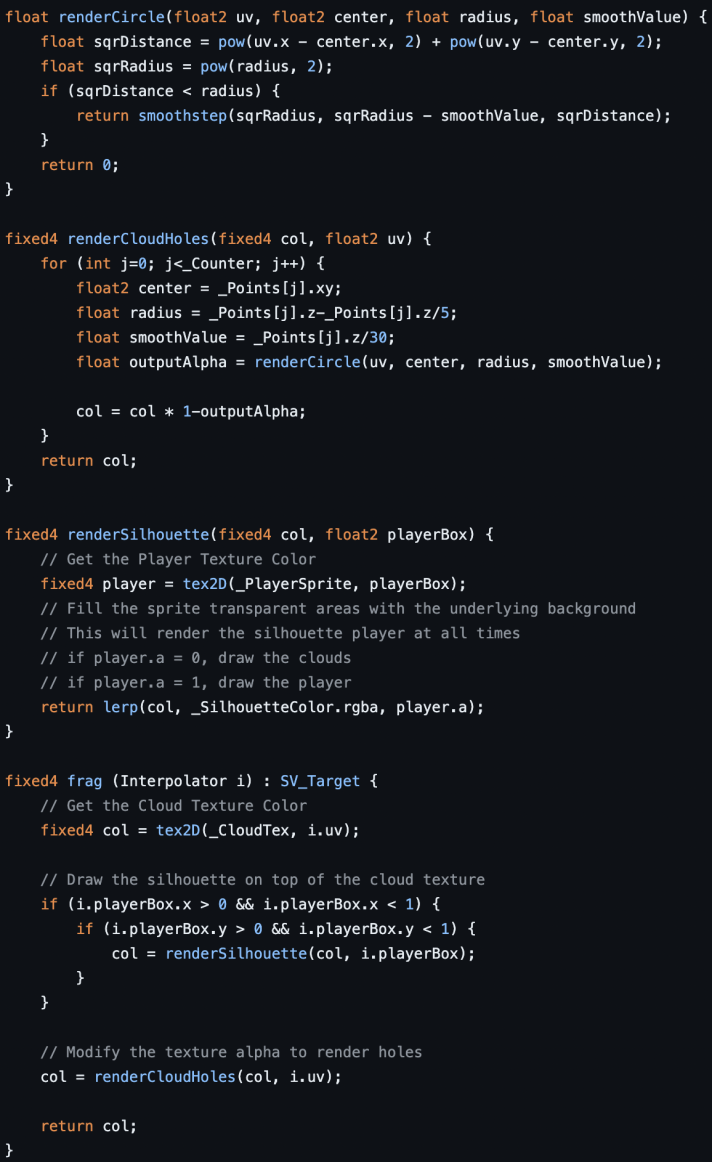 float renderCircle(float2 uv, float2 center, float radius, float smoothValue) {
    float sqrDistance = pow(uv.x - center.x, 2) + pow(uv.y - center.y, 2);
    float sqrRadius = pow(radius, 2);
    if (sqrDistance < radius) {
        return smoothstep(sqrRadius, sqrRadius - smoothValue, sqrDistance);
    }
    return 0;
}

fixed4 renderCloudHoles(fixed4 col, float2 uv) {
    for (int j=0; j<_Counter; j++) {
        float2 center = _Points[j].xy;
        float radius = _Points[j].z-_Points[j].z/5;
        float smoothValue = _Points[j].z/30;
        float outputAlpha = renderCircle(uv, center, radius, smoothValue);

        col = col * 1-outputAlpha;
    }
    return col;
}

fixed4 renderSilhouette(fixed4 col, float2 playerBox) {
    // Get the Player Texture Color
    fixed4 player = tex2D(_PlayerSprite, playerBox);
    // Fill the sprite transparent areas with the underlying background
    // This will render the silhouette player at all times
    // if player.a = 0, draw the clouds
    // if player.a = 1, draw the player
    return lerp(col, _SilhouetteColor.rgba, player.a);
}

fixed4 frag (Interpolator i) : SV_Target {
    // Get the Cloud Texture Color
    fixed4 col = tex2D(_CloudTex, i.uv);

    // Draw the silhouette on top of the cloud texture
    if (i.playerBox.x > 0 && i.playerBox.x < 1) {
        if (i.playerBox.y > 0 && i.playerBox.y < 1) {
            col = renderSilhouette(col, i.playerBox);
        }
    }

    // Modify the texture alpha to render holes
    col = renderCloudHoles(col, i.uv);

    return col;
}